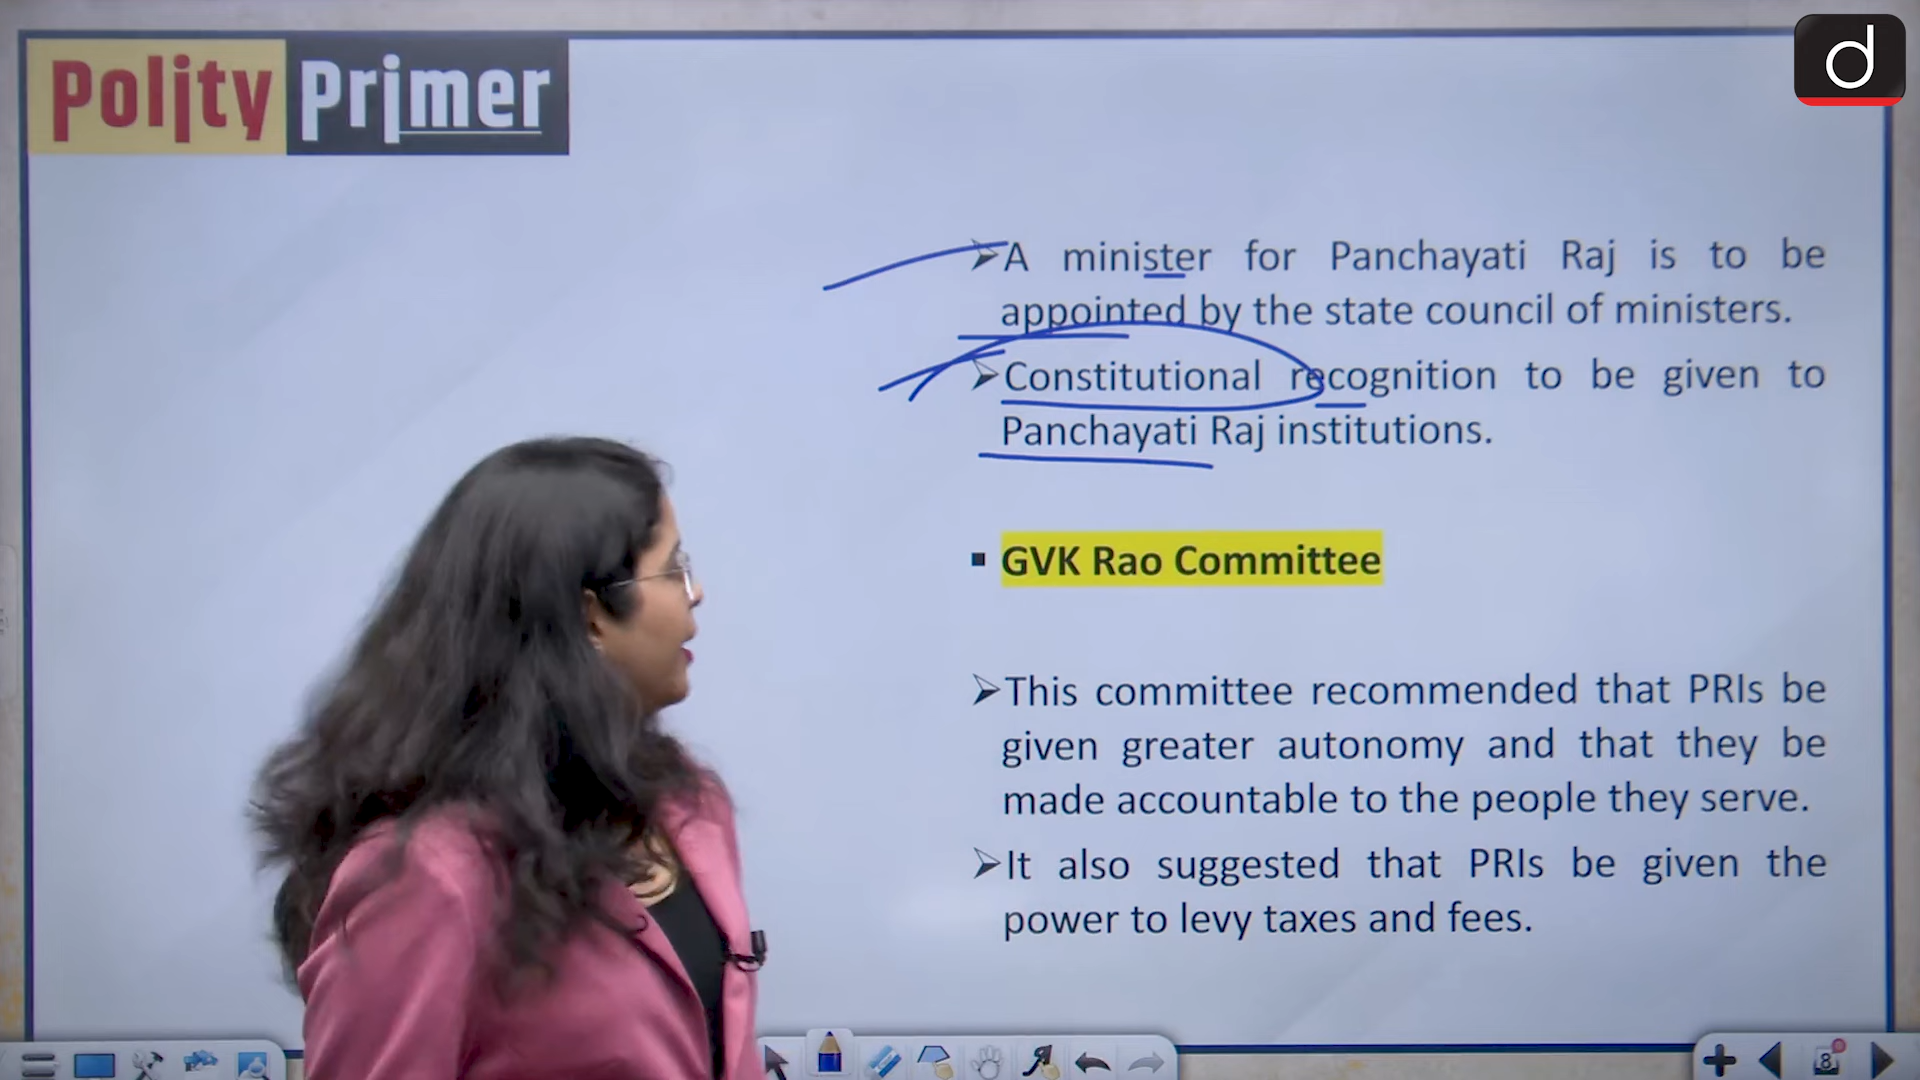 Polity Primer
d
A minister for Panchayati Raj is to be
appointed by the state council of ministers.
Constitutional recognition to be given to
Panchayati Raj institutions.
GVK Rao Committee
This committee recommended that PRIs be
given greater autonomy and that they be
made accountable to the people they serve.
It also suggested that PRIs be given the
power to levy taxes and fees.
8